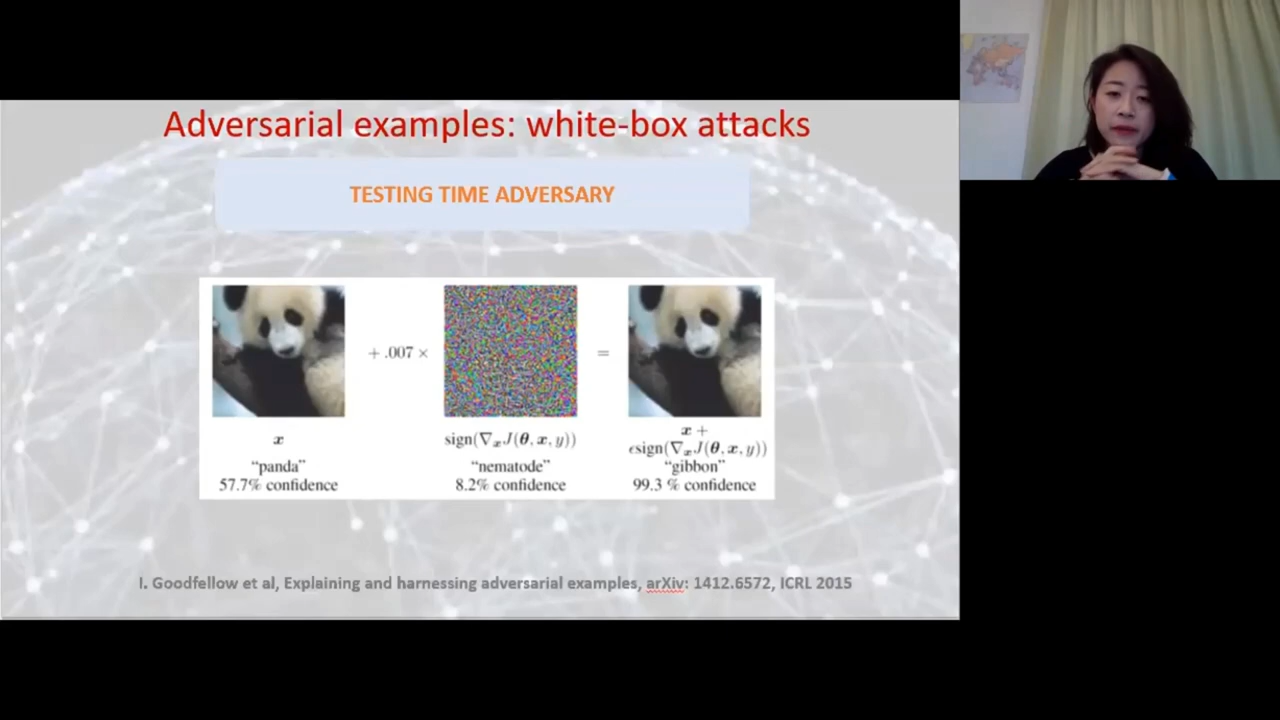 Adversarial examples: white-box attacks
TESTING TIME ADVERSARY
+ .007 ×
=
x
sign(∇ₓJ(θ, x, y))
x +
ϵsign(∇ₓJ(θ, x, y))
“panda”
“nematode”
“gibbon”
57.7% confidence
8.2% confidence
99.3 % confidence
I. Goodfellow et al, Explaining and harnessing adversarial examples, arXiv: 1412.6572, ICRL 2015